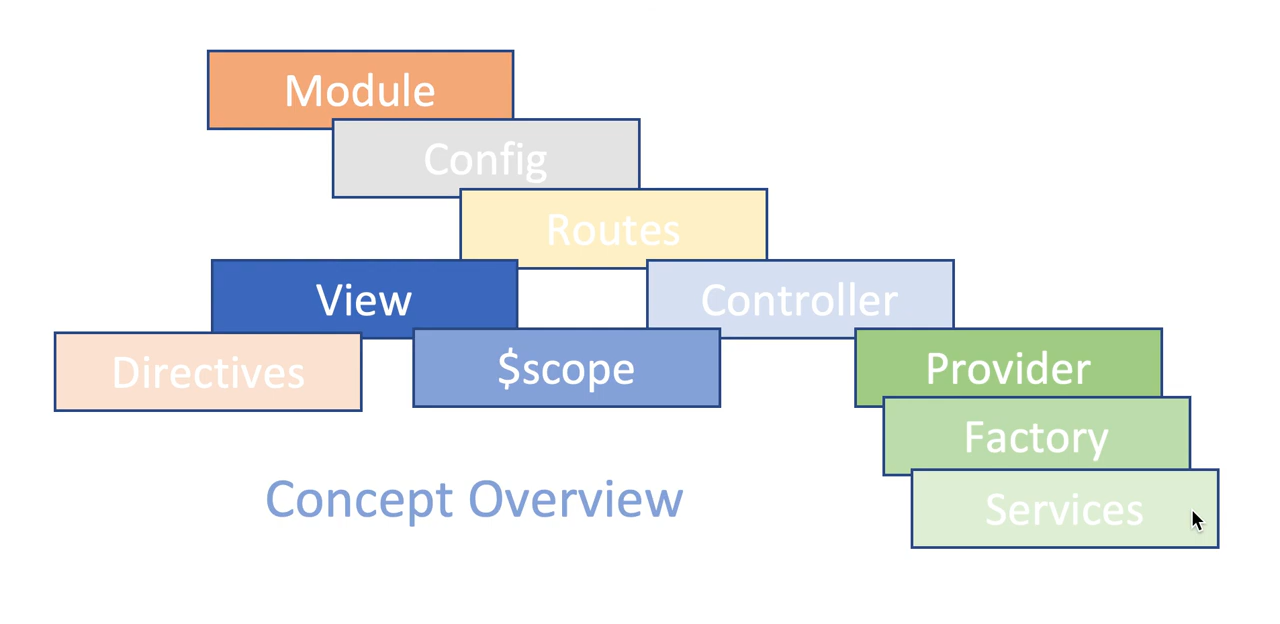 Module
Config
Routes
View
Controller
Directives
$scope
Provider
Factory
Concept Overview
Services